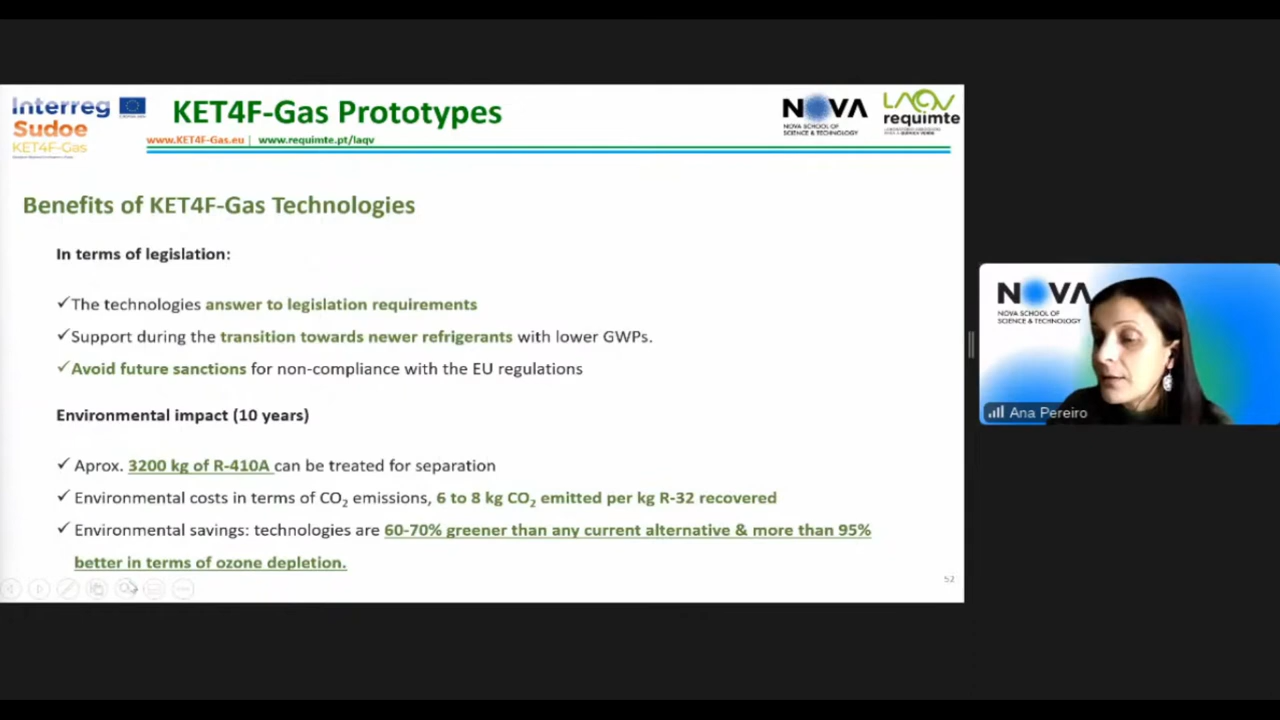 Interreg
Sudoe
KET4F-Gas
KET4F-Gas Prototypes
www.KET4F-Gas.eu | www.requimte.pt/laqv
NOVA
NOVA SCHOOL OF
SCIENCE & TECHNOLOGY
LAQV
requimte
Benefits of KET4F-Gas Technologies
In terms of legislation:
✓The technologies answer to legislation requirements
✓Support during the transition towards newer refrigerants with lower GWPs.
✓Avoid future sanctions for non-compliance with the EU regulations
Environmental impact (10 years)
✓ Aprox. 3200 kg of R-410A can be treated for separation
✓ Environmental costs in terms of CO₂ emissions, 6 to 8 kg CO₂ emitted per kg R-32 recovered
✓ Environmental savings: technologies are 60-70% greener than any current alternative & more than 95%
better in terms of ozone depletion.
52
NOVA
NOVA SCHOOL OF
SCIENCE & TECHNOLOGY
Ana Pereiro